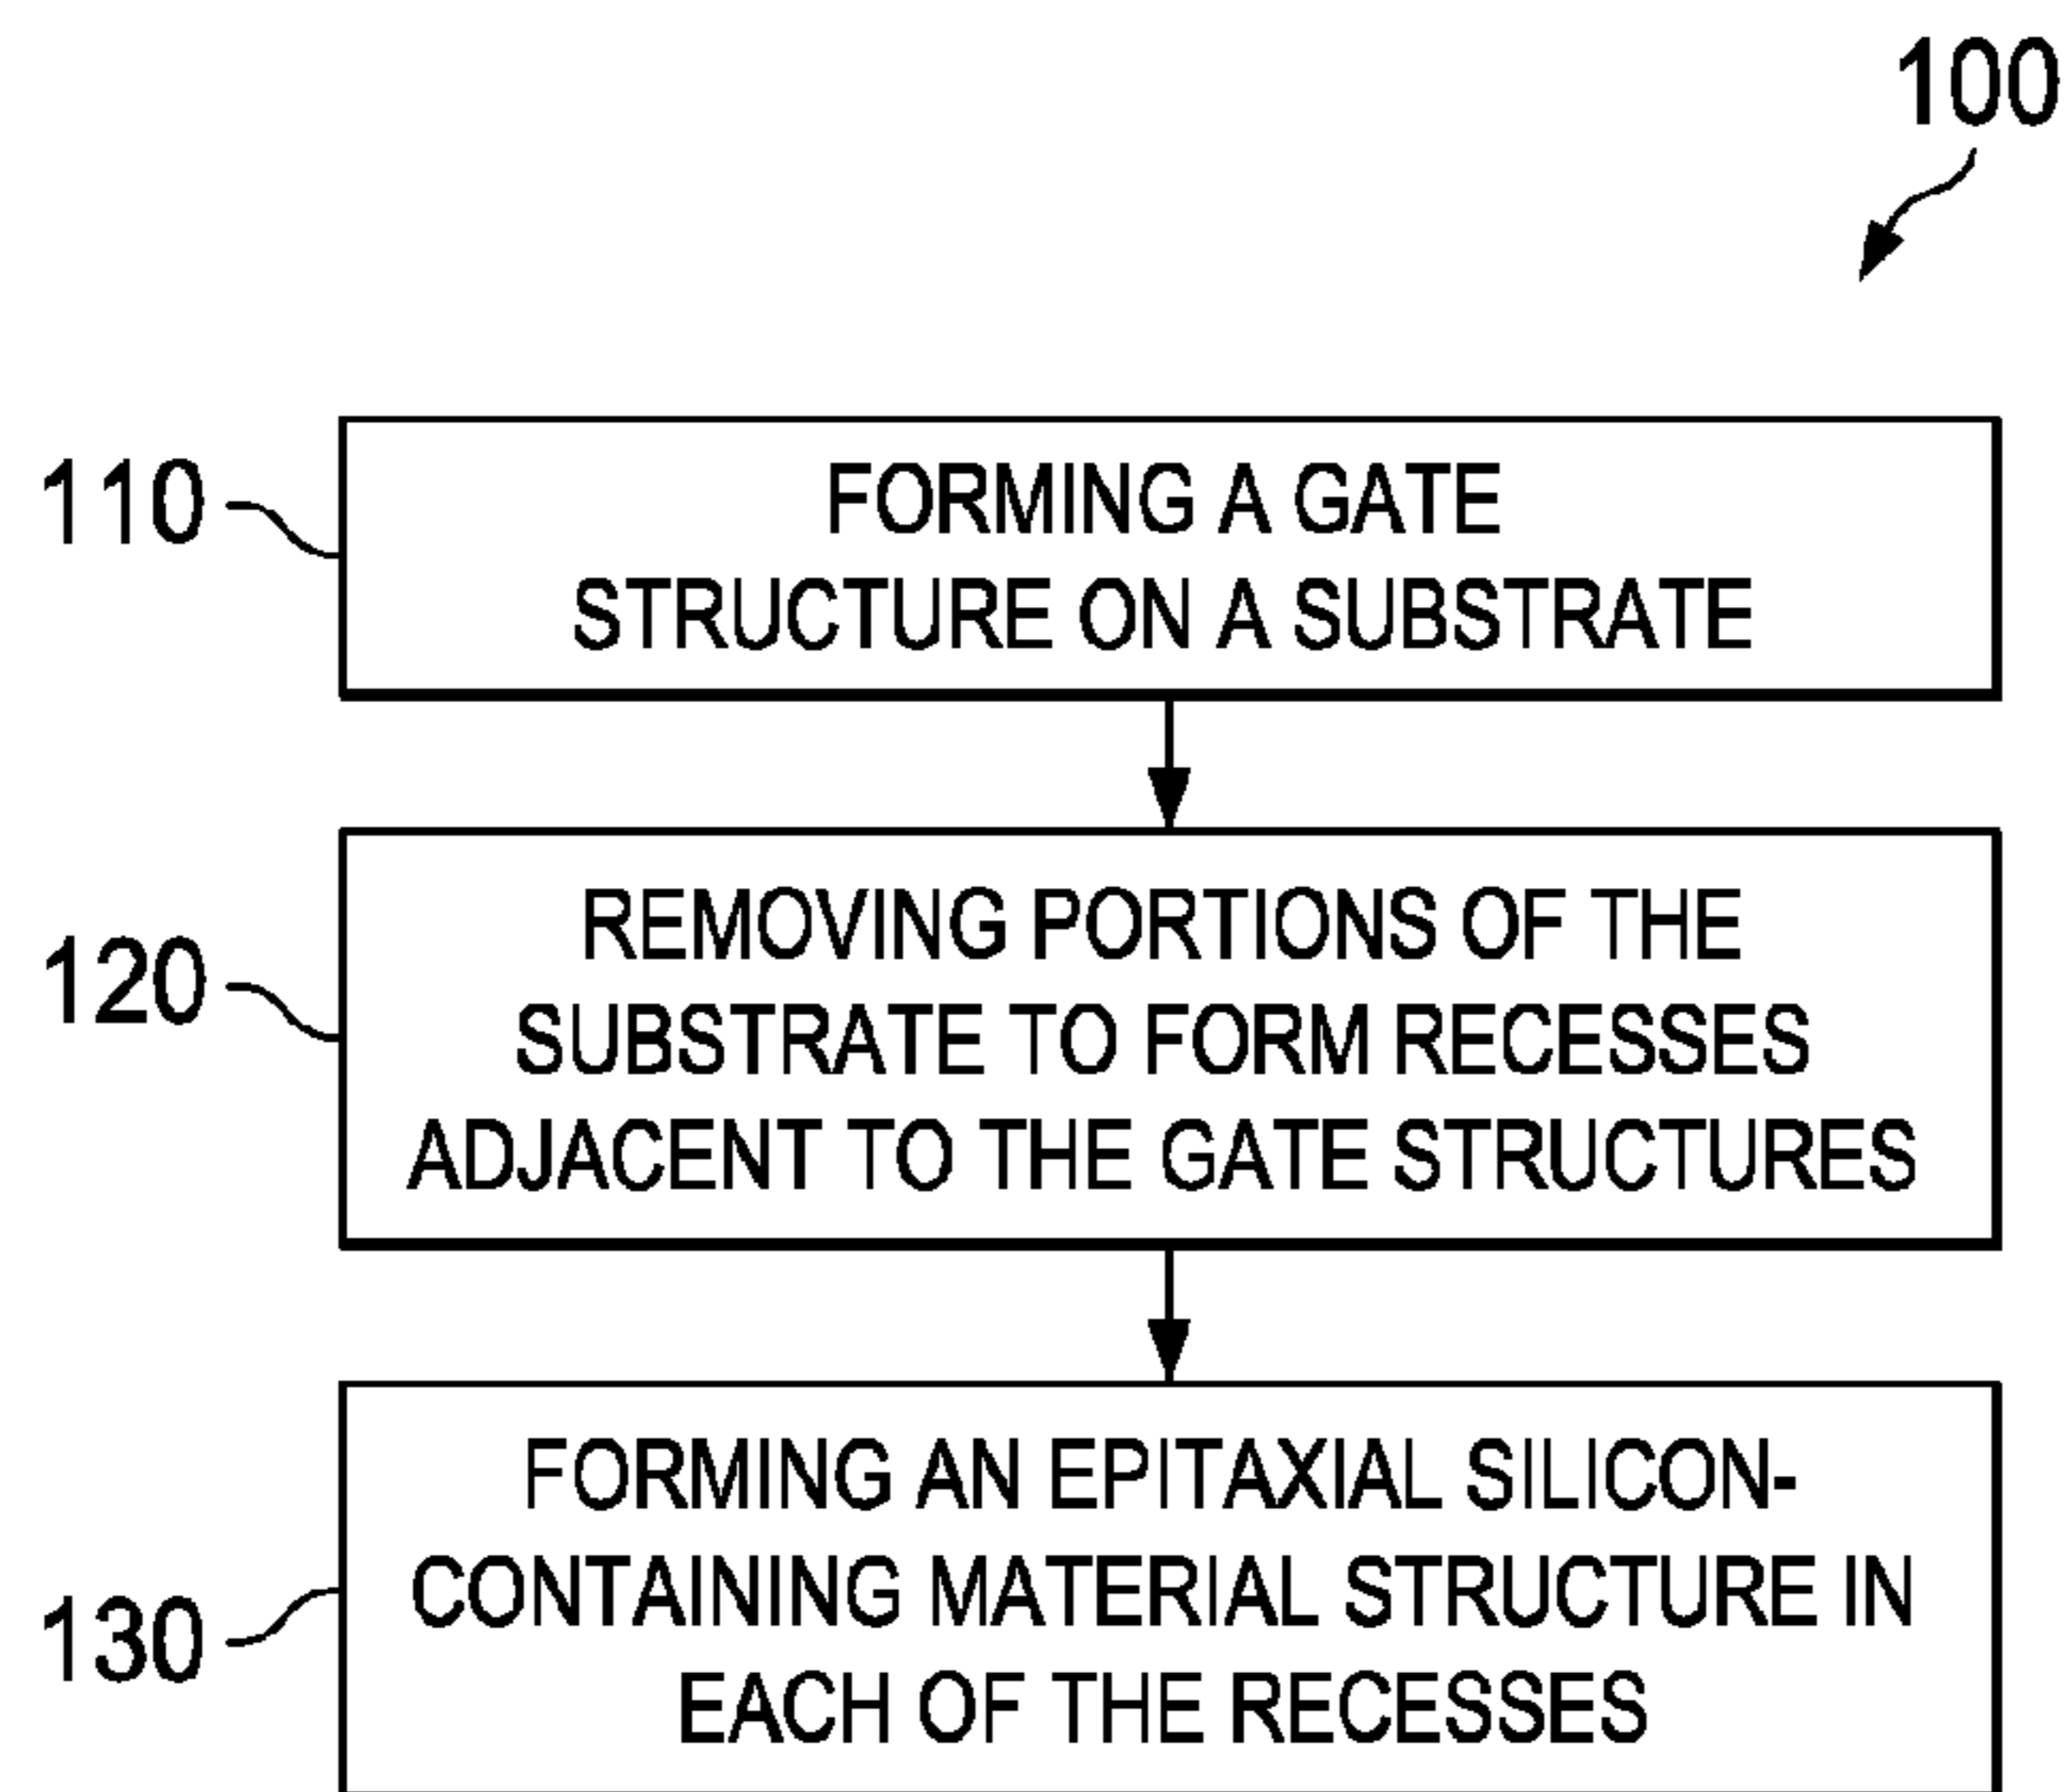 100
110
FORMING A GATE
STRUCTURE ON A SUBSTRATE
120
REMOVING PORTIONS OF THE
SUBSTRATE TO FORM RECESSES
ADJACENT TO THE GATE STRUCTURES
130
FORMING AN EPITAXIAL SILICON-
CONTAINING MATERIAL STRUCTURE IN
EACH OF THE RECESSES